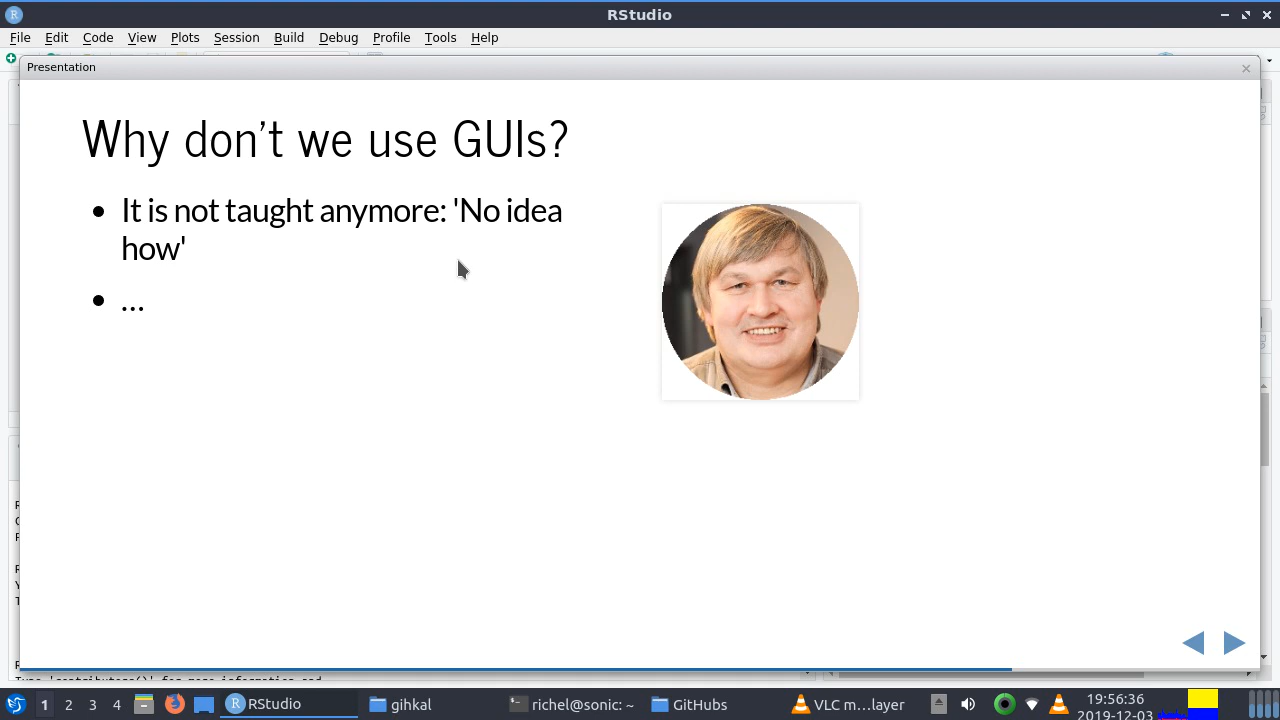 RStudio
File Edit Code View Plots Session Build Debug Profile Tools Help
Presentation
Why don't we use GUIs?
It is not taught anymore: 'No idea
how'
...
1 2 3 4 RStudio gihkal richel@sonic: ~ GitHubs VLC m...layer 19:56:36
2019-12-03